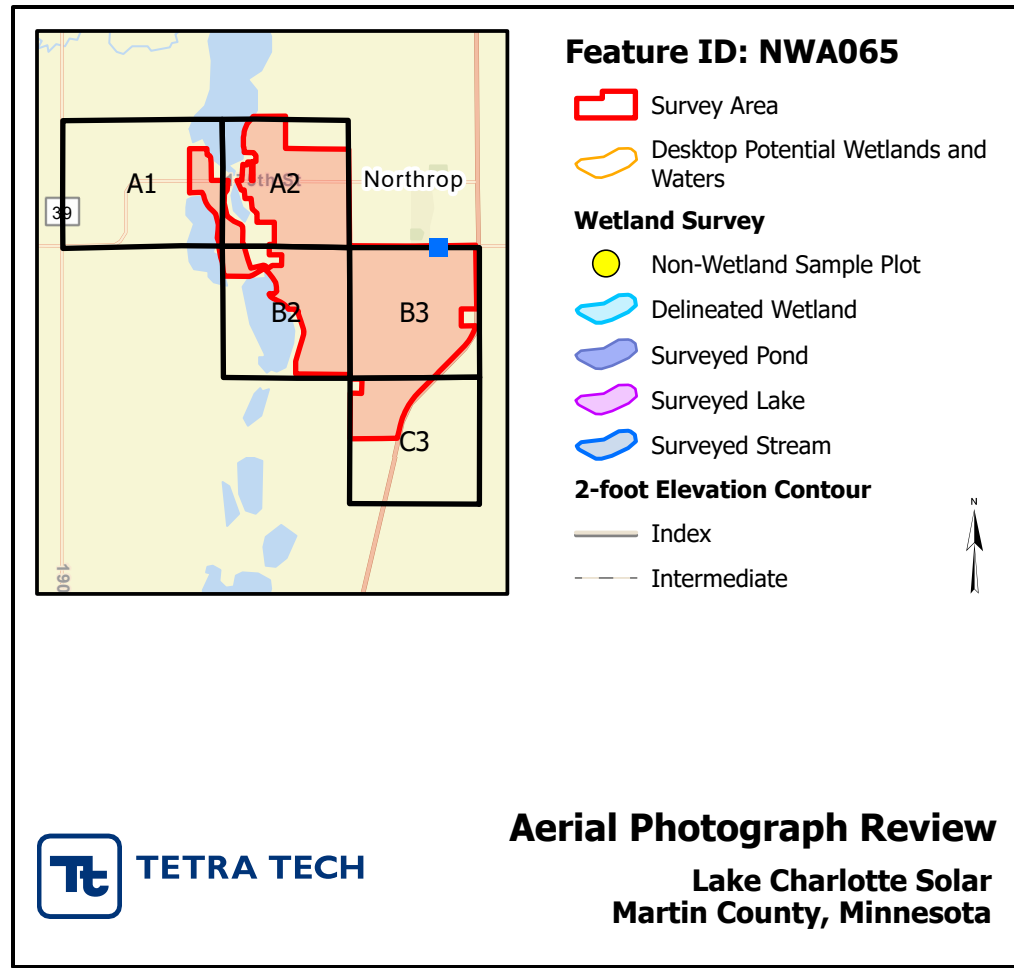 Feature ID: NWA065
Survey Area
Desktop Potential Wetlands and
Waters
Wetland Survey
Non-Wetland Sample Plot
Delineated Wetland
Surveyed Pond
Surveyed Lake
Surveyed Stream
2-foot Elevation Contour
Index
Intermediate
N
A1
A2
Northrop
39
B2
B3
C3
190
Tt TETRA TECH
Aerial Photograph Review
Lake Charlotte Solar
Martin County, Minnesota